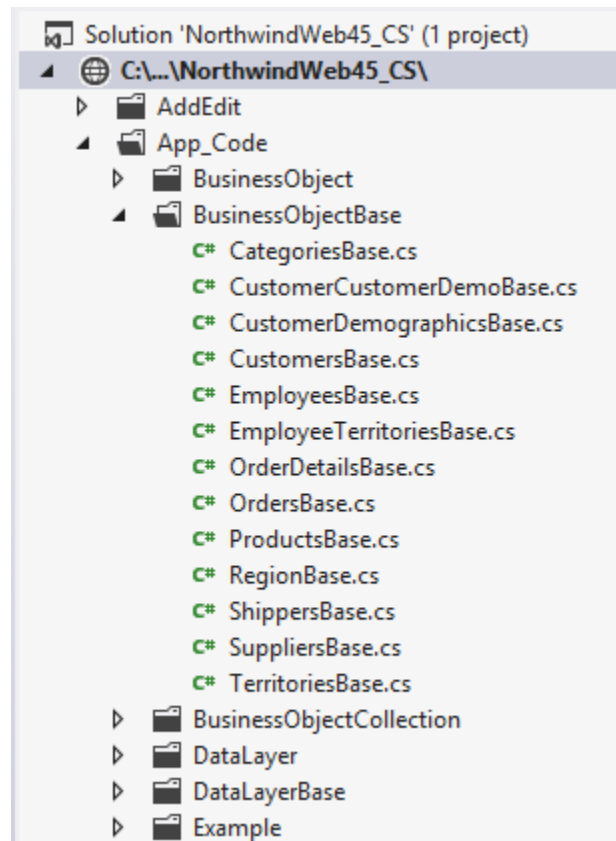 Solution 'NorthwindWeb45_CS' (1 project)
C:\...\NorthwindWeb45_CS\
AddEdit
App_Code
BusinessObject
BusinessObjectBase
C# CategoriesBase.cs
C# CustomerCustomerDemoBase.cs
C# CustomerDemographicsBase.cs
C# CustomersBase.cs
C# EmployeesBase.cs
C# EmployeeTerritoriesBase.cs
C# OrderDetailsBase.cs
C# OrdersBase.cs
C# ProductsBase.cs
C# RegionBase.cs
C# ShippersBase.cs
C# SuppliersBase.cs
C# TerritoriesBase.cs
BusinessObjectCollection
DataLayer
DataLayerBase
Example